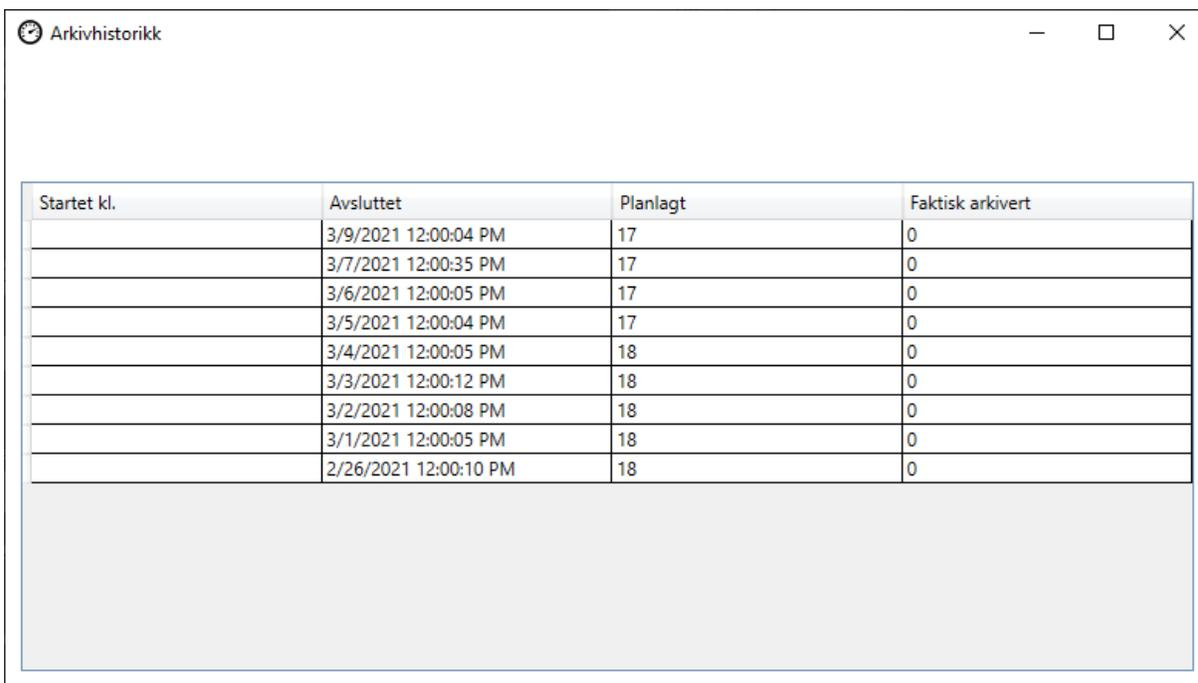 Arkivhistorikk
Startet kl. Avsluttet Planlagt Faktisk arkivert
3/9/2021 12:00:04 PM 17 0
3/7/2021 12:00:35 PM 17 0
3/6/2021 12:00:05 PM 17 0
3/5/2021 12:00:04 PM 17 0
3/4/2021 12:00:05 PM 18 0
3/3/2021 12:00:12 PM 18 0
3/2/2021 12:00:08 PM 18 0
3/1/2021 12:00:05 PM 18 0
2/26/2021 12:00:10 PM 18 0